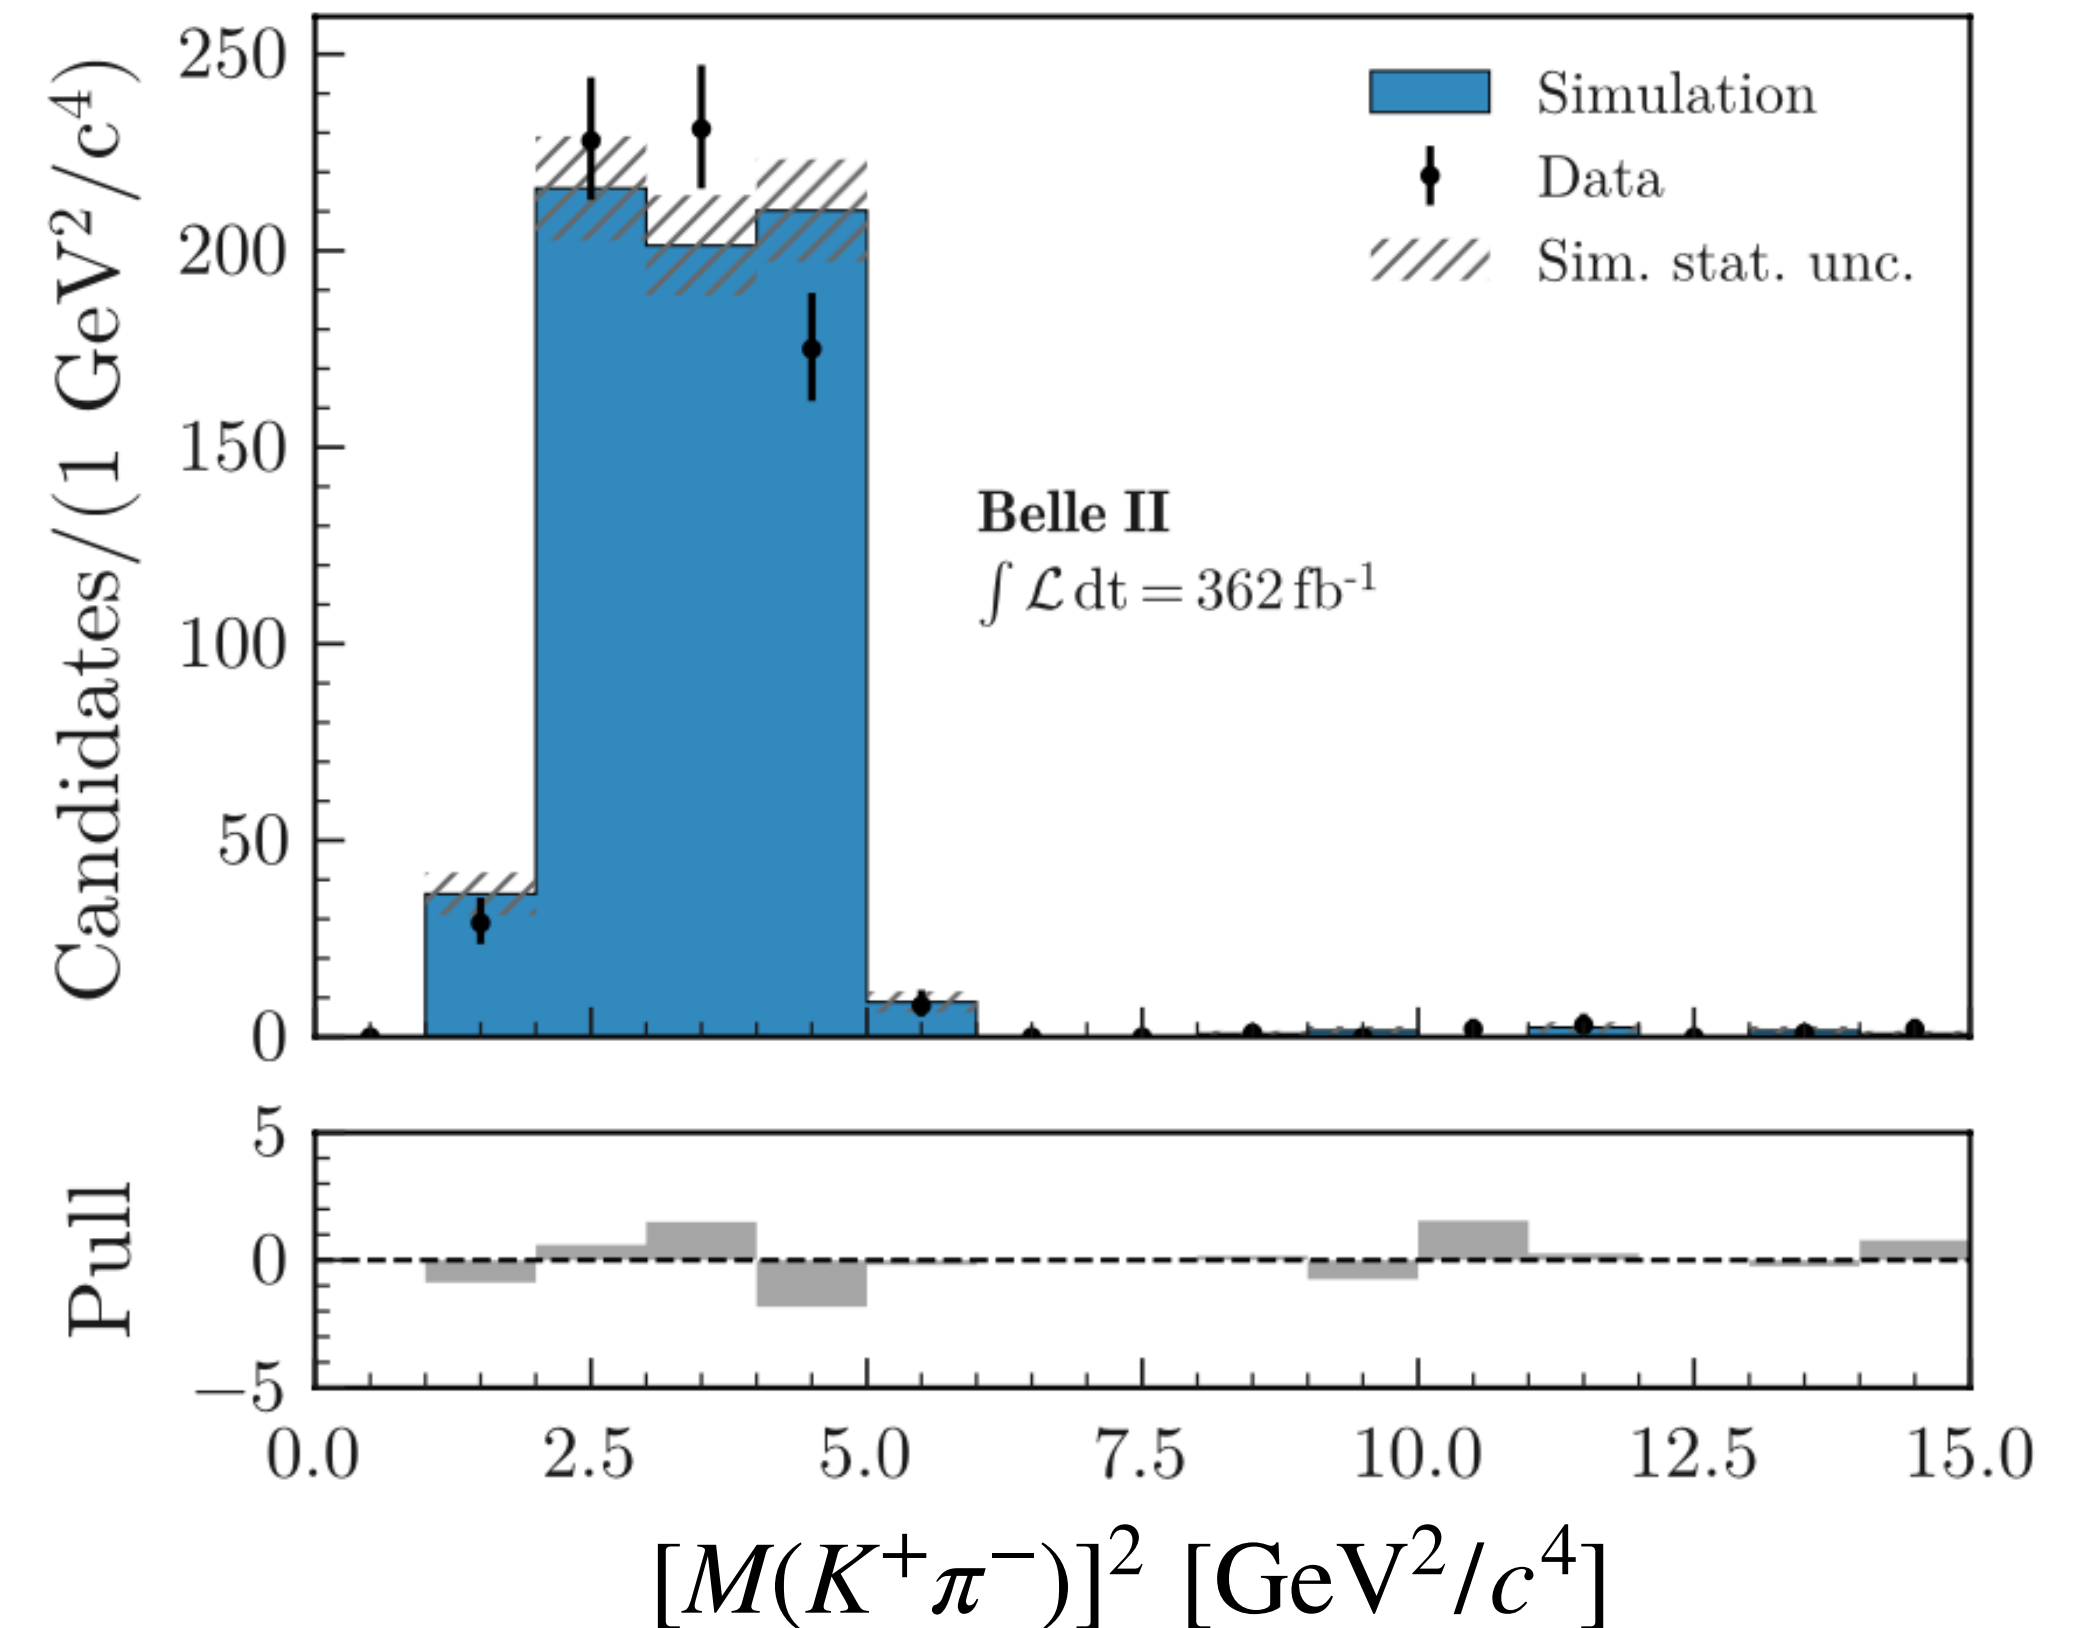 Candidates/(1 GeV²/c⁴)
250
200
150
100
50
0
Simulation
Data
Sim. stat. unc.
Belle II
∫ ℒ dt = 362 fb⁻¹
Pull
5
0
−5
0.0 2.5 5.0 7.5 10.0 12.5 15.0
[M(K⁺π⁻)]² [GeV²/c⁴]